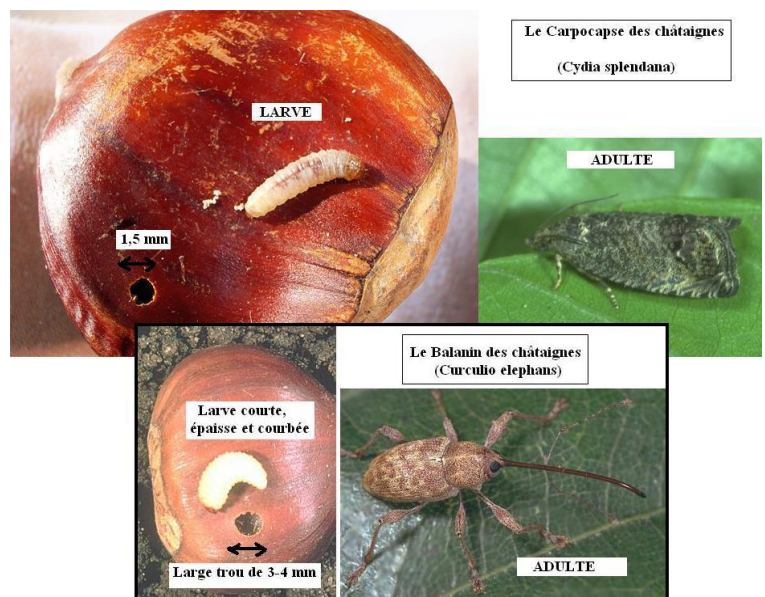 Le Carpocapse des châtaignes
(Cydia splendana)
LARVE
ADULTE
1,5 mm
Le Balanin des châtaignes
(Curculio elephans)
Larve courte,
épaisse et courbée
Large trou de 3-4 mm
ADULTE